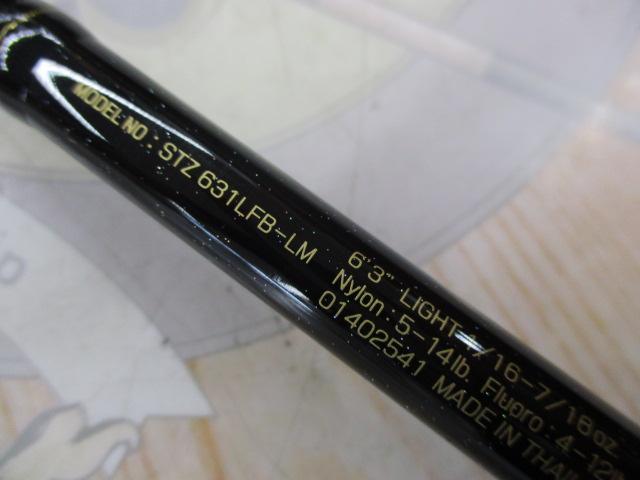 MODEL NO.: STZ 631LFB-LM
6'3" LIGHT 1/16-7/16oz.
Nylon : 5-14lb. Fluoro : 4-12
01402541 MADE IN THAI